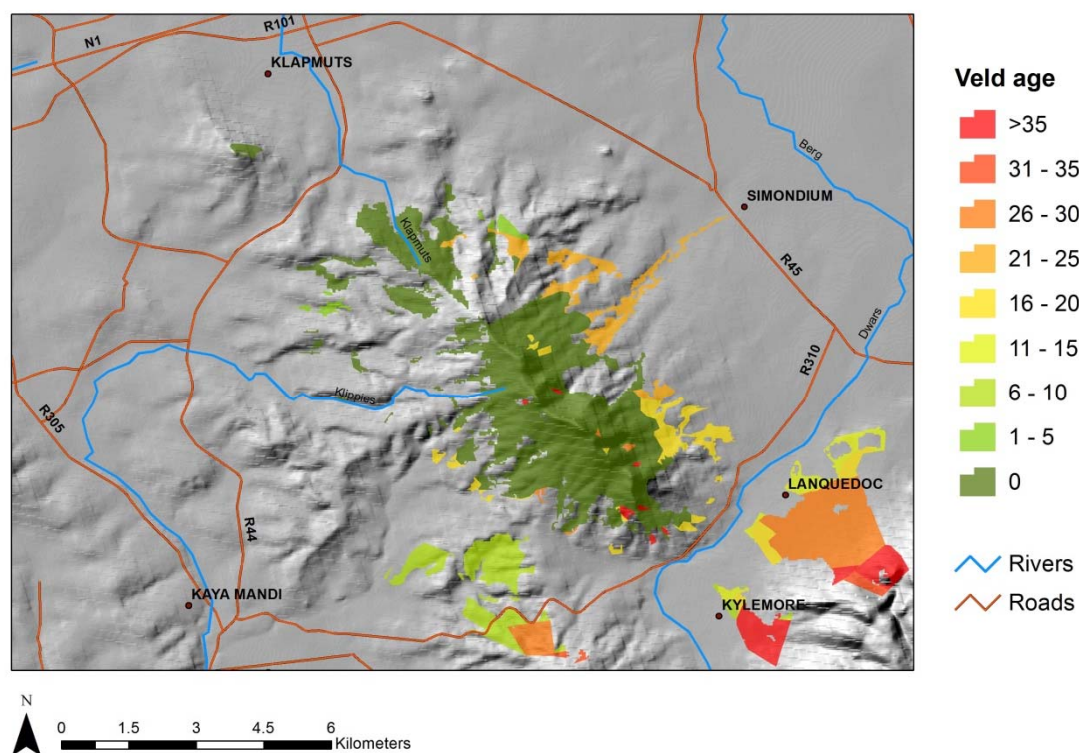 N1
R101
KLAPMUTS
Berg
SIMONDIUM
Klapmuts
R45
Dwars
R310
Klippies
R305
R44
LANQUEDOC
KAYA MANDI
KYLEMORE
Veld age
>35
31 - 35
26 - 30
21 - 25
16 - 20
11 - 15
6 - 10
1 - 5
0
Rivers
Roads
N
0 1.5 3 4.5 6
Kilometers